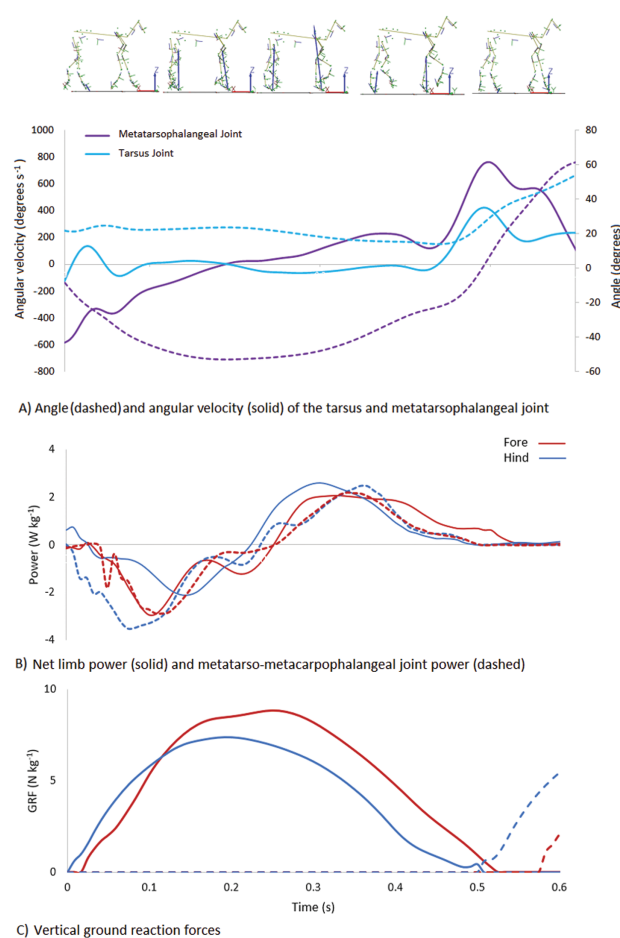 Z Z Z Z Z
X X Y Y
1000 80
Metatarsophalangeal Joint
800
Tarsus Joint 60
600
40
400
200 20
0 0
-200
-20
-400
-40
-600
-800 -60
Angular velocity (degrees s⁻¹)
Angle (degrees)
A) Angle(dashed)and angular velocity (solid) of the tarsus and metatarsophalangeal joint
Fore
Hind
4
2
0
-2
-4
Power (W kg⁻¹)
B) Net limb power (solid) and metatarso-metacarpophalangeal joint power (dashed)
10
5
0
GRF (N kg⁻¹)
0 0.1 0.2 0.3 0.4 0.5 0.6
Time (s)
C) Vertical ground reaction forces